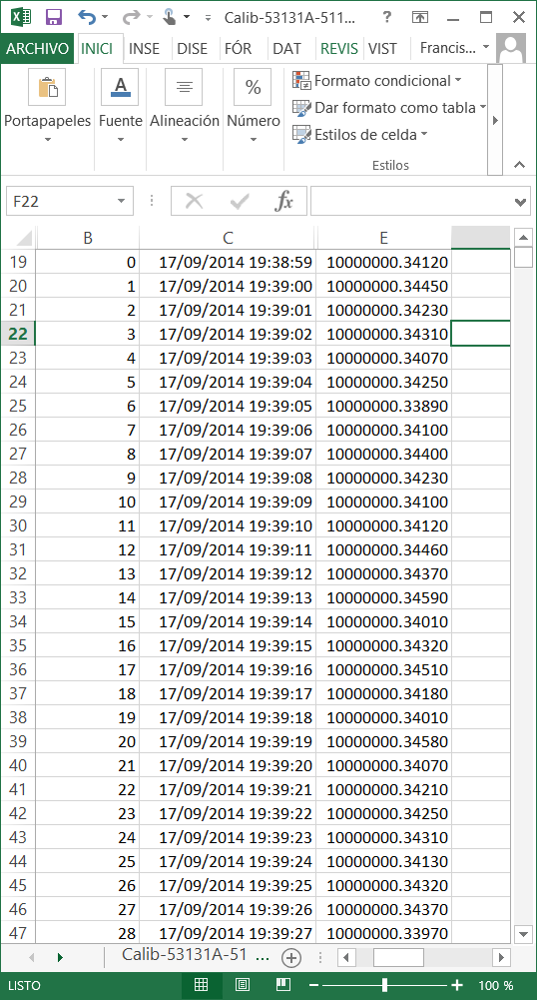 Calib-53131A-511... ?
ARCHIVO INICI INSE DISE FÓR DAT REVIS VIST Francis...
Portapapeles Fuente Alineación Número
A %
Formato condicional
Dar formato como tabla
Estilos de celda
Estilos
F22 fx
B C E
19 0 17/09/2014 19:38:59 10000000.34120
20 1 17/09/2014 19:39:00 10000000.34450
21 2 17/09/2014 19:39:01 10000000.34230
22 3 17/09/2014 19:39:02 10000000.34310
23 4 17/09/2014 19:39:03 10000000.34070
24 5 17/09/2014 19:39:04 10000000.34250
25 6 17/09/2014 19:39:05 10000000.33890
26 7 17/09/2014 19:39:06 10000000.34100
27 8 17/09/2014 19:39:07 10000000.34400
28 9 17/09/2014 19:39:08 10000000.34230
29 10 17/09/2014 19:39:09 10000000.34100
30 11 17/09/2014 19:39:10 10000000.34120
31 12 17/09/2014 19:39:11 10000000.34460
32 13 17/09/2014 19:39:12 10000000.34370
33 14 17/09/2014 19:39:13 10000000.34590
34 15 17/09/2014 19:39:14 10000000.34010
35 16 17/09/2014 19:39:15 10000000.34320
36 17 17/09/2014 19:39:16 10000000.34510
37 18 17/09/2014 19:39:17 10000000.34180
38 19 17/09/2014 19:39:18 10000000.34010
39 20 17/09/2014 19:39:19 10000000.34580
40 21 17/09/2014 19:39:20 10000000.34070
41 22 17/09/2014 19:39:21 10000000.34210
42 23 17/09/2014 19:39:22 10000000.34250
43 24 17/09/2014 19:39:23 10000000.34310
44 25 17/09/2014 19:39:24 10000000.34130
45 26 17/09/2014 19:39:25 10000000.34320
46 27 17/09/2014 19:39:26 10000000.34370
47 28 17/09/2014 19:39:27 10000000.33970
Calib-53131A-51 ...
LISTO 100 %